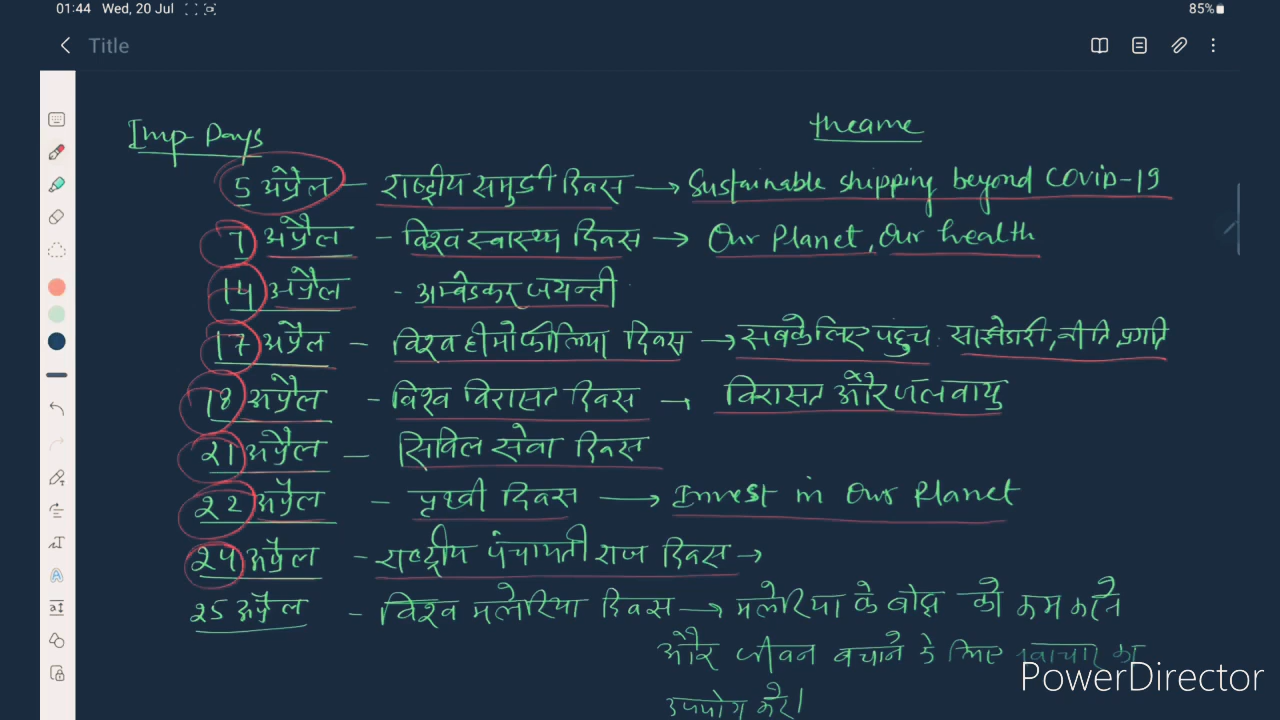 01:44 Wed, 20 Jul 85%
Title
Imp Days theame
5 अप्रैल - राष्ट्रीय समुद्री दिवस → Sustainable shipping beyond COVID-19
7 अप्रैल - विश्व स्वास्थ्य दिवस → Our Planet, Our health
14 अप्रैल - अम्बेडकर जयन्ती
17 अप्रैल - विश्व हीमोफीलिया दिवस → सबके लिए पहुंच: साझेदारी, नीति, प्रगति
18 अप्रैल - विश्व विरासत दिवस → विरासत और जलवायु
21 अप्रैल - सिविल सेवा दिवस
22 अप्रैल - पृथ्वी दिवस → Invest in Our Planet
24 अप्रैल - राष्ट्रीय पंचायती राज दिवस →
25 अप्रैल - विश्व मलेरिया दिवस → मलेरिया के बोझ को कम करने
और जीवन बचाने के लिए नवाचार का
उपयोग करें।
PowerDirector